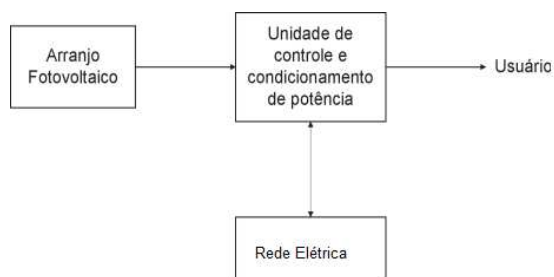 Arranjo
Fotovoltaico
Unidade de
controle e
condicionamento
de potência
Usuário
Rede Elétrica